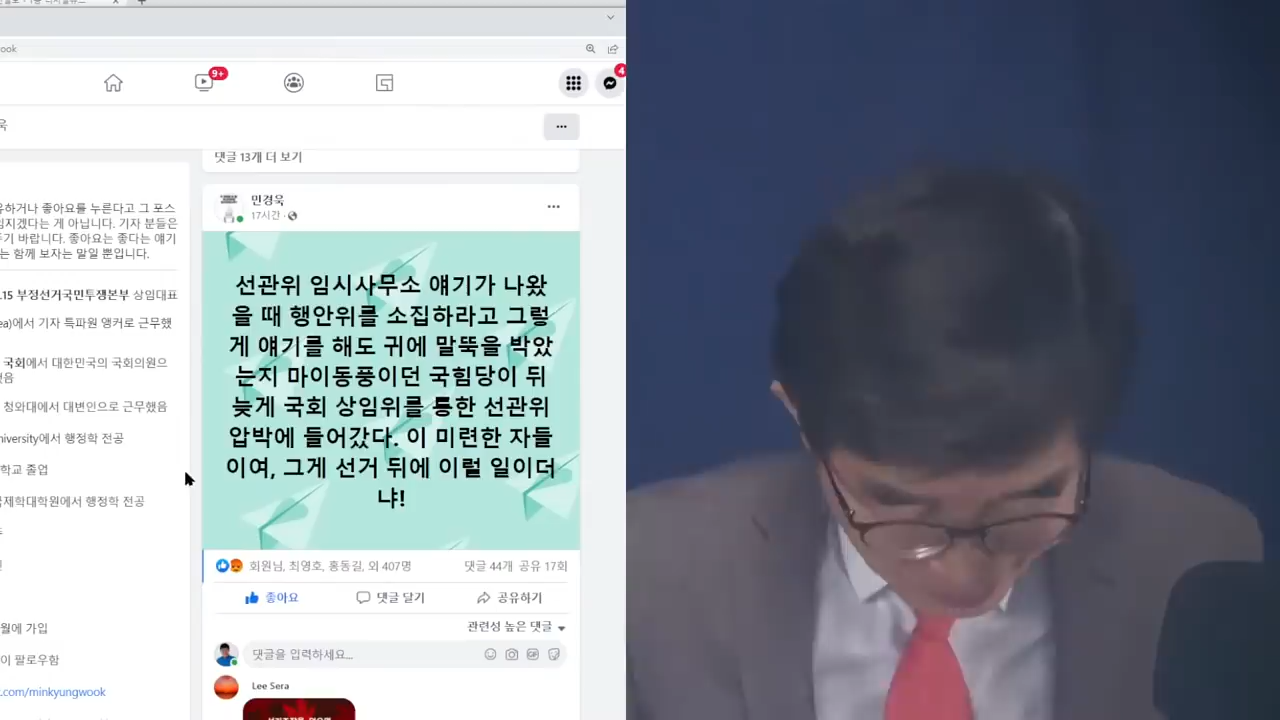 ook
9+
4
욱
댓글 13개 더 보기
유하거나 좋아요를 누른다고 그 포스
임지겠다는 게 아닙니다. 기자 분들은
두기 바랍니다. 좋아요는 좋다는 얘기
는 함께 보자는 말일 뿐입니다.
.15 부정선거국민투쟁본부 상임대표
ea)에서 기자 특파원 앵커로 근무했
국회에서 대한민국의 국회의원으
했음
청와대에서 대변인으로 근무했음
niversity에서 행정학 전공
학교 졸업
국제학대학원에서 행정학 전공
월에 가입
이 팔로우함
.com/minkyungwook
민경욱
17시간 ·
선관위 임시사무소 얘기가 나왔
을 때 행안위를 소집하라고 그렇
게 얘기를 해도 귀에 말뚝을 박았
는지 마이동풍이던 국힘당이 뒤
늦게 국회 상임위를 통한 선관위
압박에 들어갔다. 이 미련한 자들
이여, 그게 선거 뒤에 이럴 일이더
냐!
회원님, 최영호, 홍동길, 외 407명
댓글 44개 공유 17회
좋아요 댓글 달기 공유하기
관련성 높은 댓글
댓글을 입력하세요...
GIF
Lee Sera